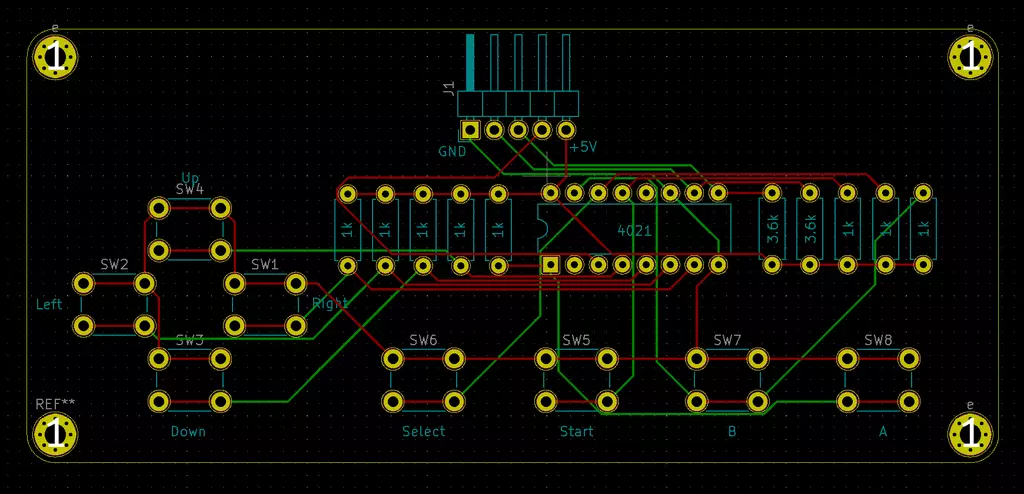 e
e
1
1
J1
GND
+5V
Up
SW4
1k
1k
1k
1k
1k
4021
3.6k
3.6k
1k
1k
1k
SW2
SW1
Left
Right
SW3
SW6
SW5
SW7
SW8
REF**
e
1
1
Down
Select
Start
B
A